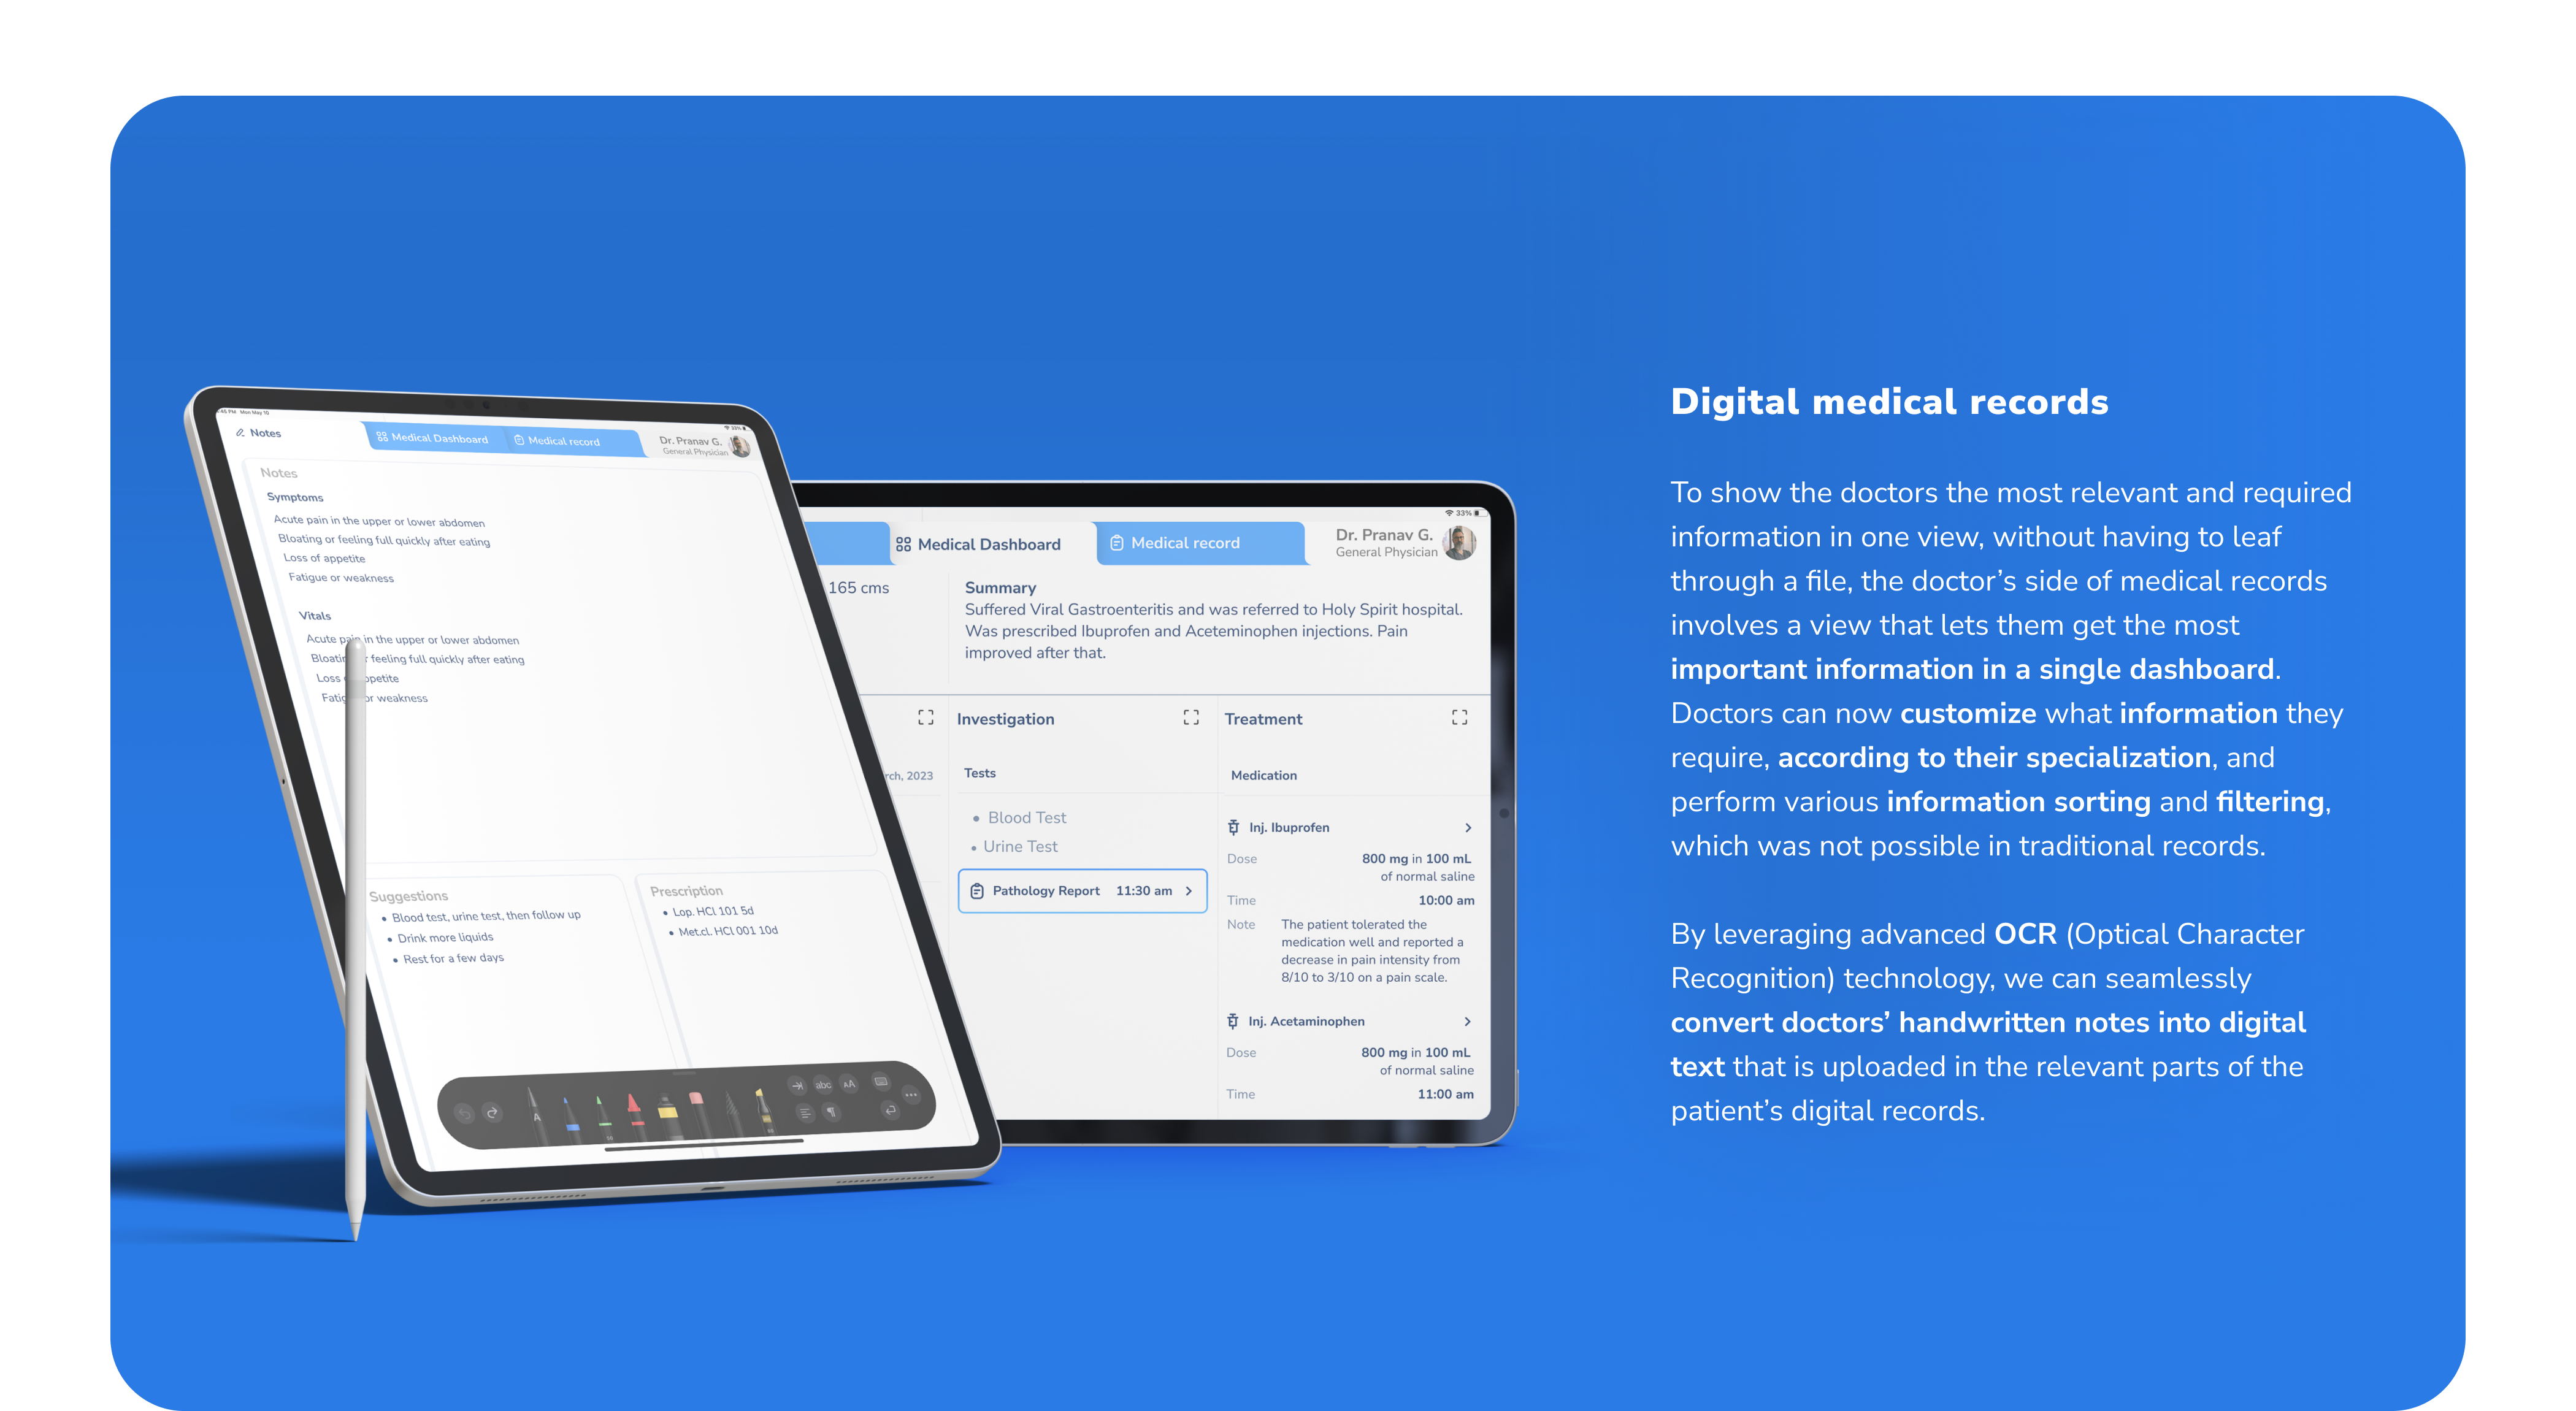 :45 PM Mon May 10
33%
Notes
Medical Dashboard
Medical record
Dr. Pranav G.
General Physician
Notes
Symptoms
Acute pain in the upper or lower abdomen
Bloating or feeling full quickly after eating
Loss of appetite
Fatigue or weakness
Vitals
Acute pain in the upper or lower abdomen
Bloatin feeling full quickly after eating
Loss petite
Fatig or weakness
Suggestions
• Blood test, urine test, then follow up
• Drink more liquids
• Rest for a few days
Prescription
• Lop. HCl 101 5d
• Met.cl. HCl 001 10d
A
abc
AA
33%
Medical Dashboard
Medical record
Dr. Pranav G.
General Physician
165 cms
Summary
Suffered Viral Gastroenteritis and was referred to Holy Spirit hospital.
Was prescribed Ibuprofen and Aceteminophen injections. Pain
improved after that.
rch, 2023
Investigation
Tests
• Blood Test
• Urine Test
Pathology Report 11:30 am
Treatment
Medication
Inj. Ibuprofen
Dose 800 mg in 100 mL
of normal saline
Time 10:00 am
Note The patient tolerated the
medication well and reported a
decrease in pain intensity from
8/10 to 3/10 on a pain scale.
Inj. Acetaminophen
Dose 800 mg in 100 mL
of normal saline
Time 11:00 am
Digital medical records
To show the doctors the most relevant and required
information in one view, without having to leaf
through a file, the doctor’s side of medical records
involves a view that lets them get the most
important information in a single dashboard.
Doctors can now customize what information they
require, according to their specialization, and
perform various information sorting and filtering,
which was not possible in traditional records.
By leveraging advanced OCR (Optical Character
Recognition) technology, we can seamlessly
convert doctors’ handwritten notes into digital
text that is uploaded in the relevant parts of the
patient’s digital records.